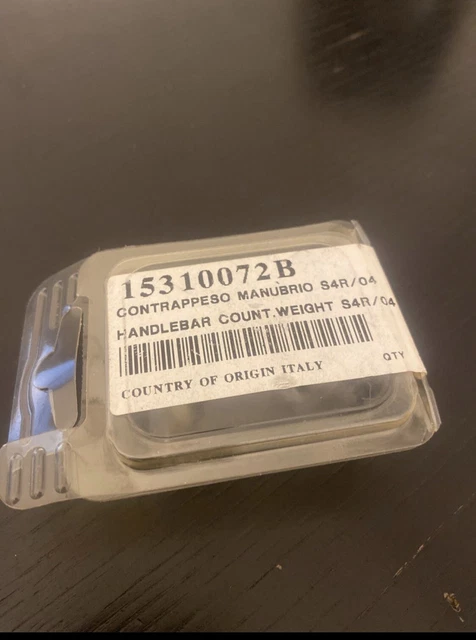 15310072B
CONTRAPPESO MANUBRIO S4R/04
HANDLEBAR COUNT.WEIGHT S4R/04
COUNTRY OF ORIGIN ITALY QTY